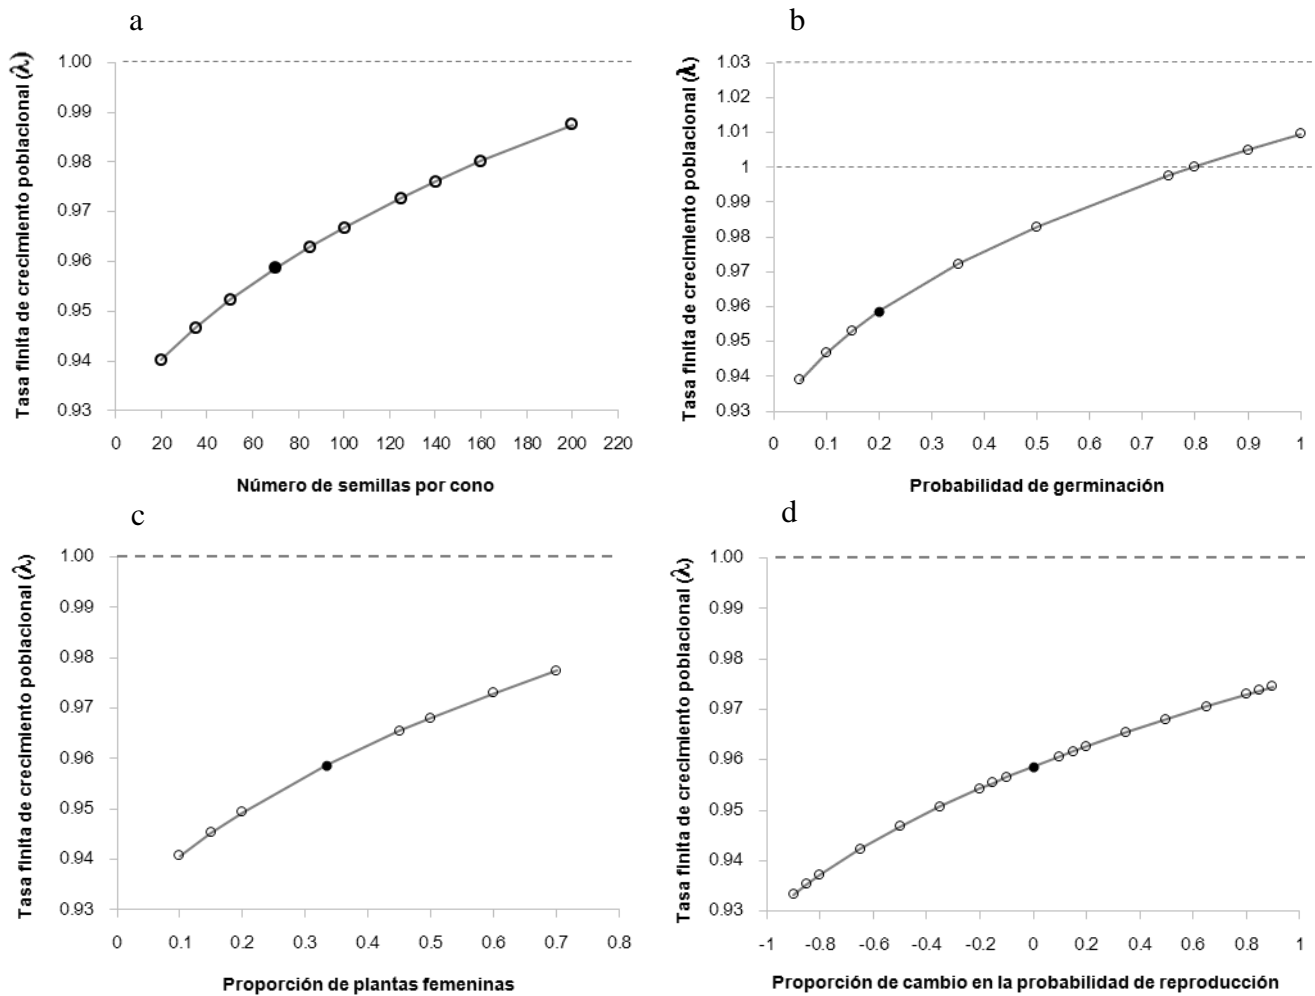 a
Tasa finita de crecimiento poblacional (λ)
1.00
0.99
0.98
0.97
0.96
0.95
0.94
0.93
0 20 40 60 80 100 120 140 160 180 200 220
Número de semillas por cono
b
Tasa finita de crecimiento poblacional (λ)
1.03
1.02
1.01
1
0.99
0.98
0.97
0.96
0.95
0.94
0.93
0 0.1 0.2 0.3 0.4 0.5 0.6 0.7 0.8 0.9 1
Probabilidad de germinación
c
Tasa finita de crecimiento poblacional (λ)
1.00
0.99
0.98
0.97
0.96
0.95
0.94
0.93
0 0.1 0.2 0.3 0.4 0.5 0.6 0.7 0.8
Proporción de plantas femeninas
d
Tasa finita de crecimiento poblacional (λ)
1.00
0.99
0.98
0.97
0.96
0.95
0.94
0.93
-1 -0.8 -0.6 -0.4 -0.2 0 0.2 0.4 0.6 0.8 1
Proporción de cambio en la probabilidad de reproducción